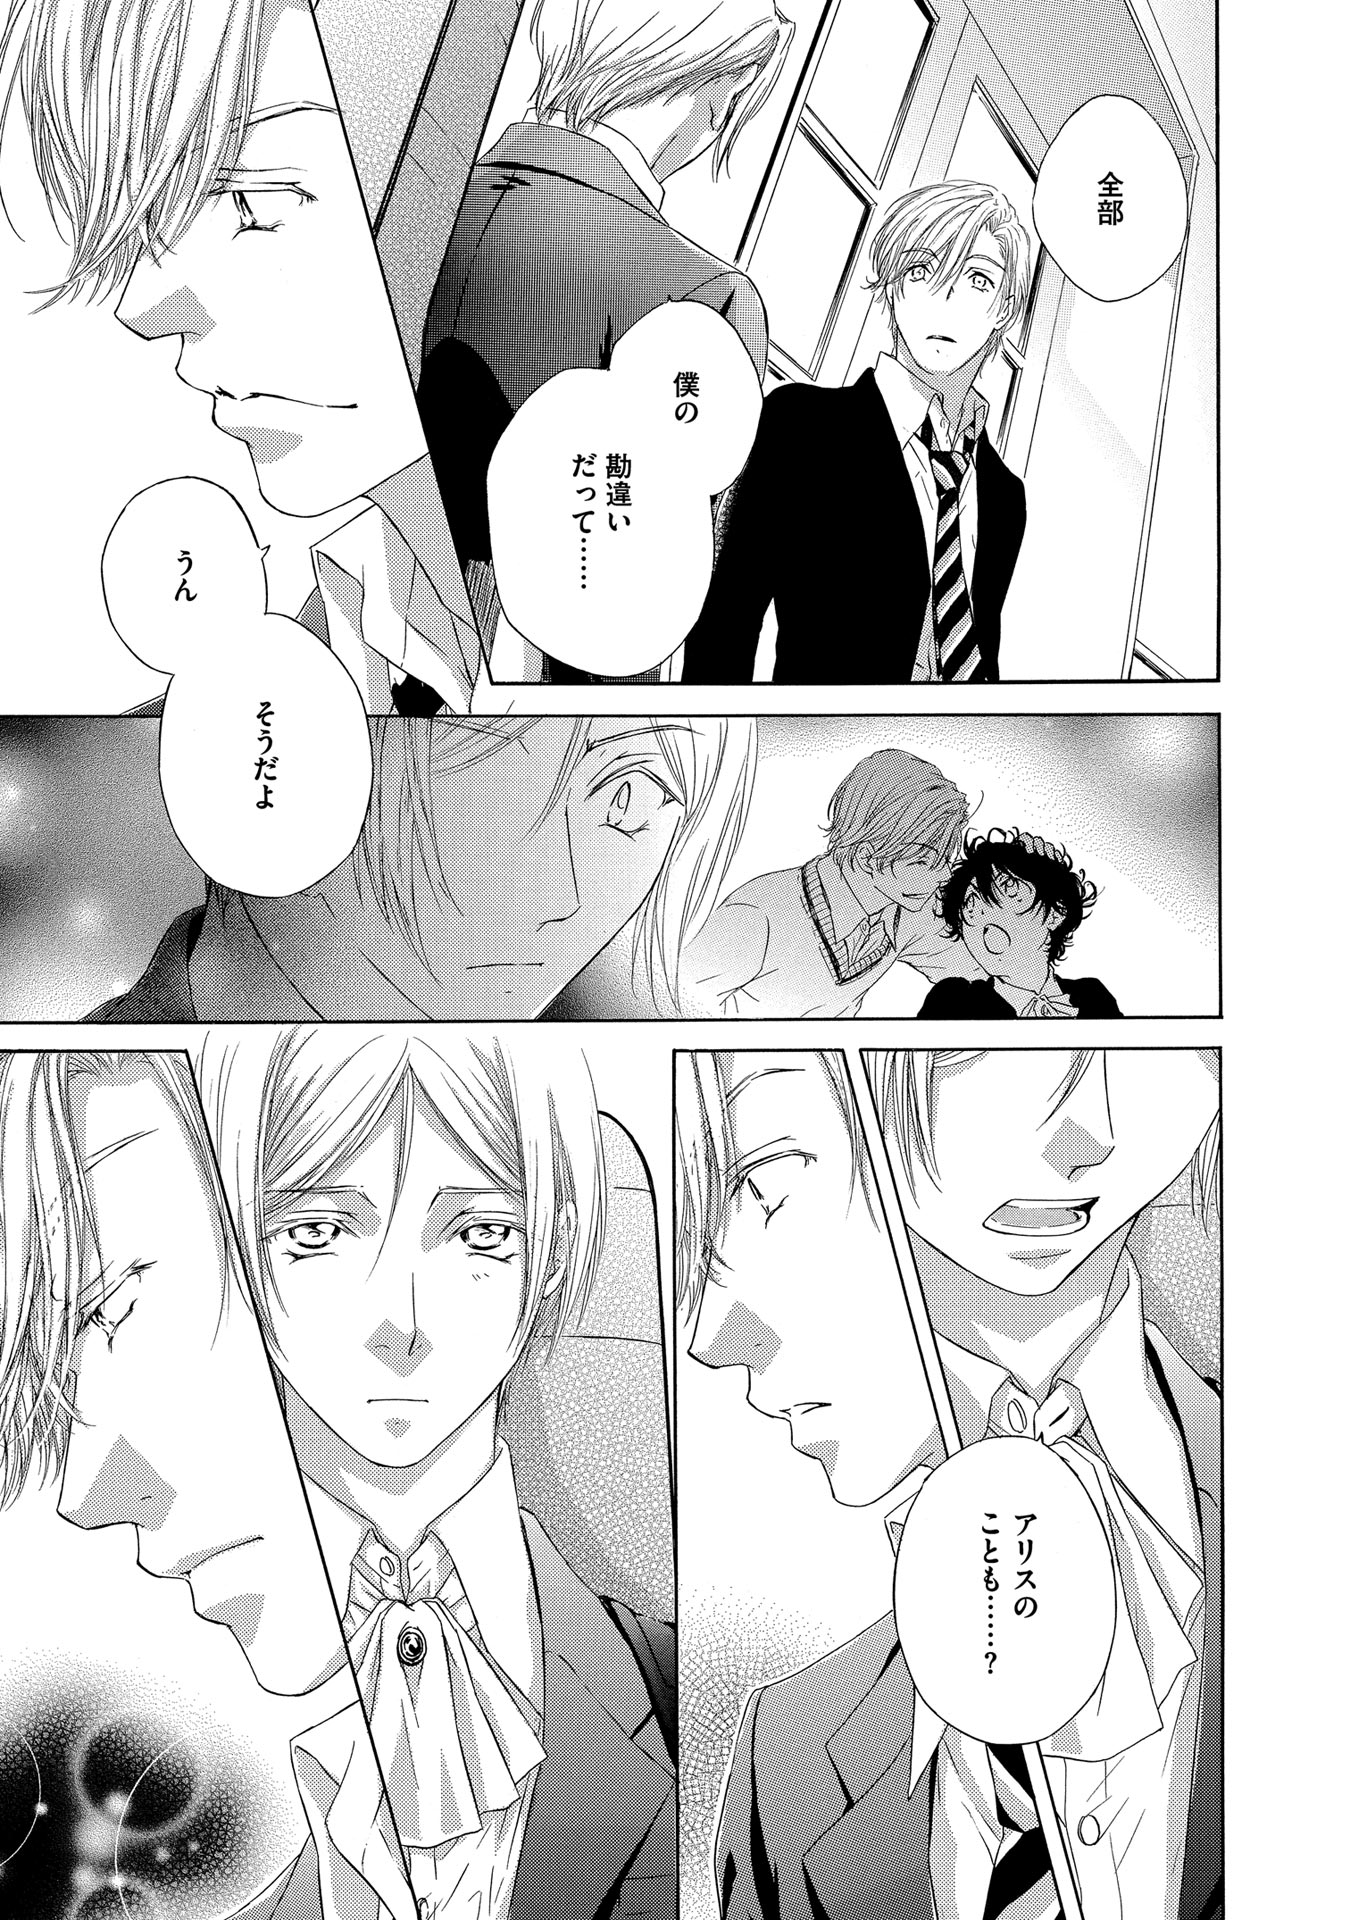 全部
僕の
勘違い
だって……
うん
そうだよ
アリスの
ことも……？